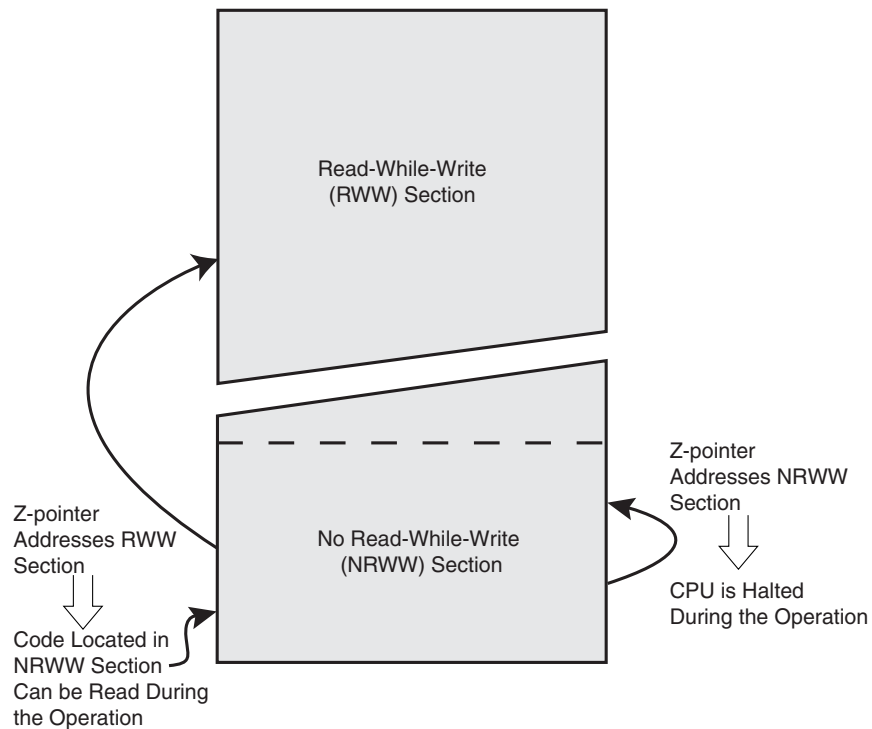 Read-While-Write
(RWW) Section
Z-pointer
Addresses NRWW
Section
Z-pointer
Addresses RWW
Section
No Read-While-Write
(NRWW) Section
CPU is Halted
During the Operation
Code Located in
NRWW Section
Can be Read During
the Operation